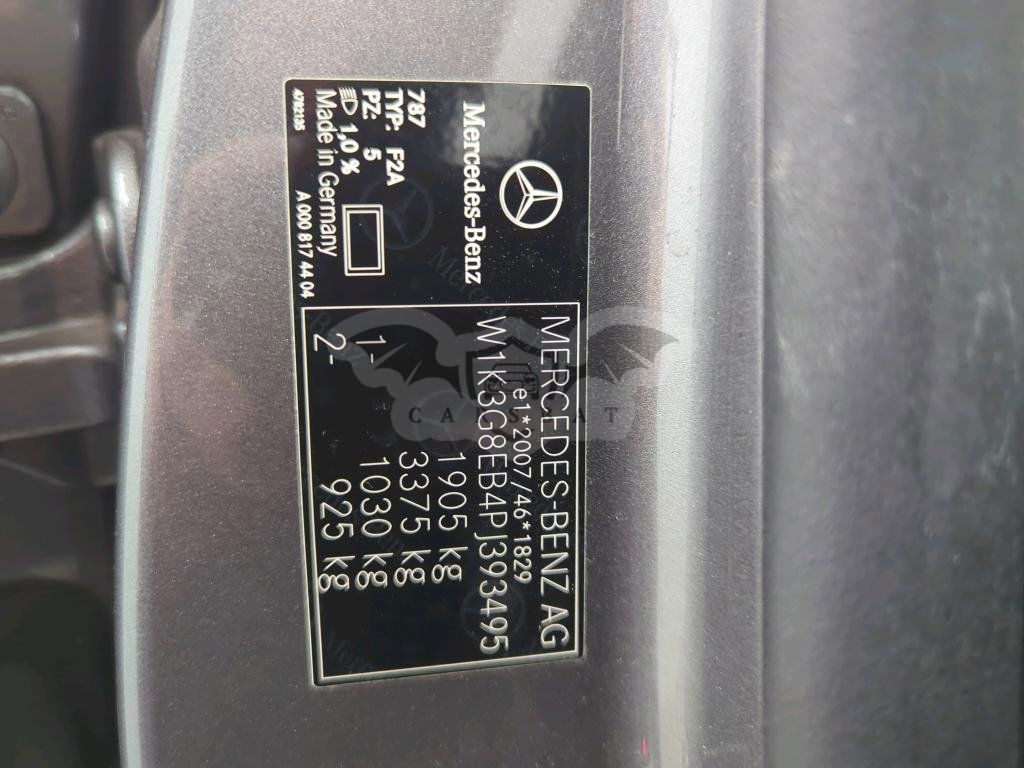 Mercedes-Benz
787
TYP: F2A
PZ: 5
1,0 %
Made in Germany
A 000 817 44 04
MERCEDES-BENZ AG
e1*2007/46*1829
W1K3G8EB4PJ393495
1905 kg
3375 kg
1- 1030 kg
2- 925 kg